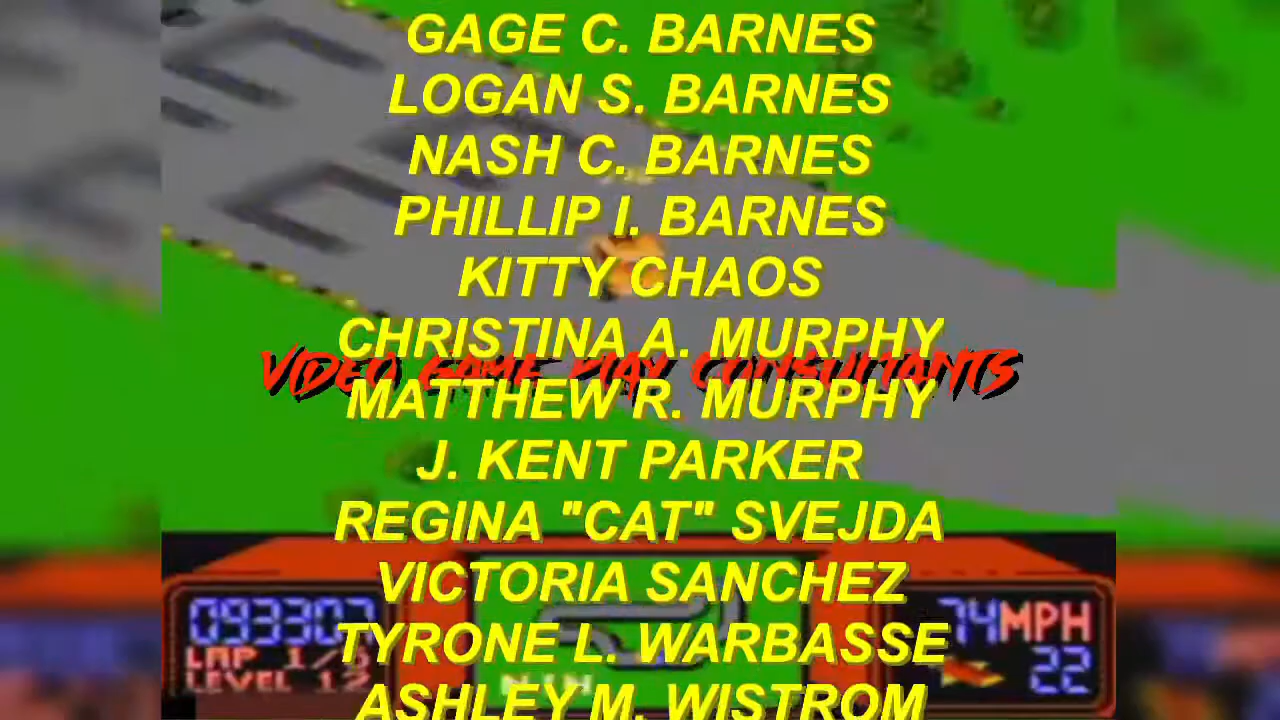 GAGE C. BARNES
LOGAN S. BARNES
NASH C. BARNES
PHILLIP I. BARNES
KITTY CHAOS
CHRISTINA A. MURPHY
VIDEO GAME PLAY CONSULTANTS
MATTHEW R. MURPHY
J. KENT PARKER
REGINA "CAT" SVEJDA
VICTORIA SANCHEZ
093307
74MPH
TYRONE L. WARBASSE
LAP 1/
22
LEVEL 12
ASHLEY M. WISTROM